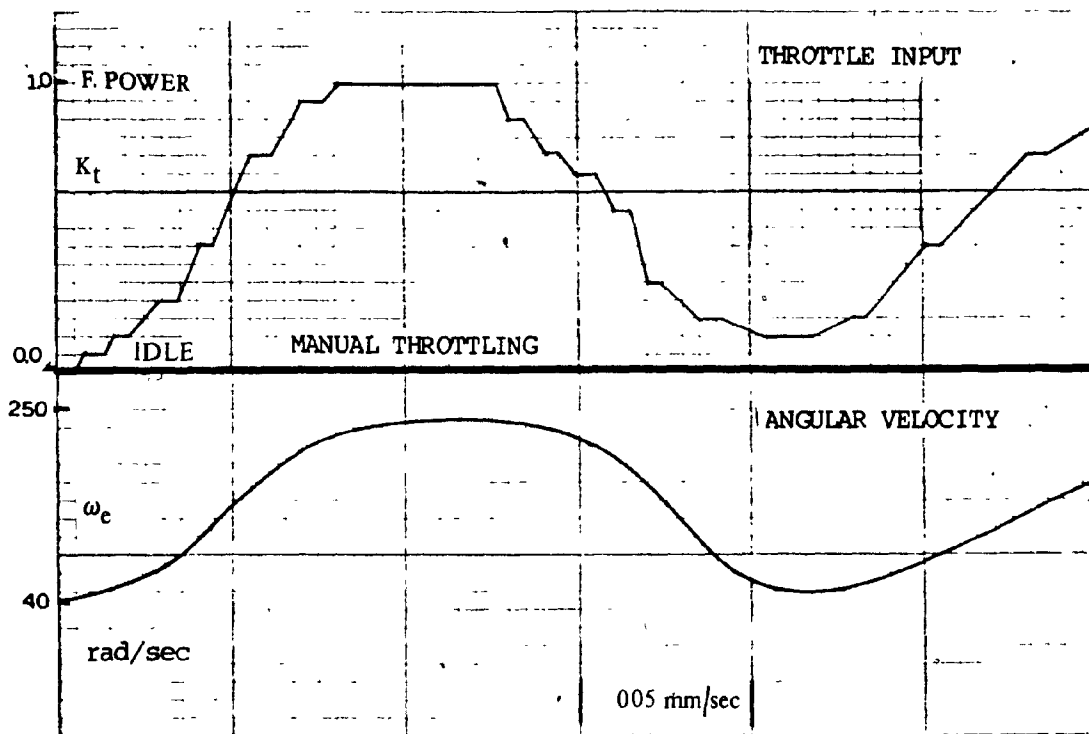 THROTTLE INPUT
1.0 F. POWER
K_t
0.0 IDLE MANUAL THROTTLING
250
ANGULAR VELOCITY
ω_e
40
rad/sec
005 mm/sec